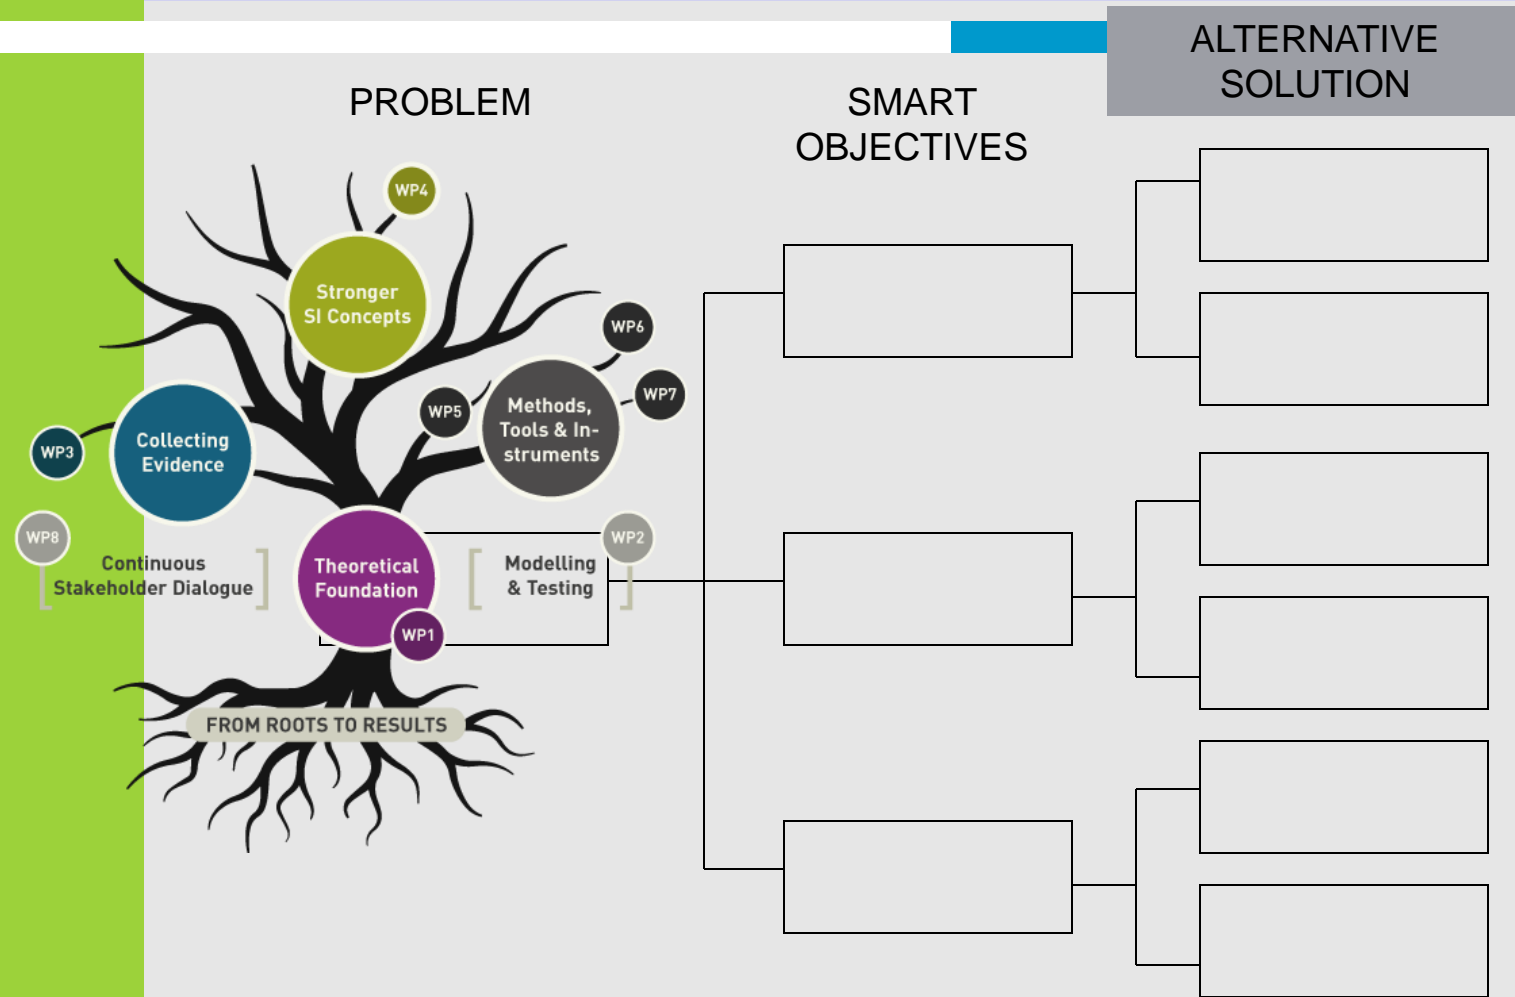 ALTERNATIVE
SOLUTION
PROBLEM
SMART
OBJECTIVES
WP4
Stronger
SI Concepts
WP6
WP7
WP5
Methods,
Tools & In-
struments
Collecting
Evidence
WP3
WP8
Continuous
Stakeholder Dialogue
Theoretical
Foundation
WP1
Modelling
& Testing
WP2
FROM ROOTS TO RESULTS